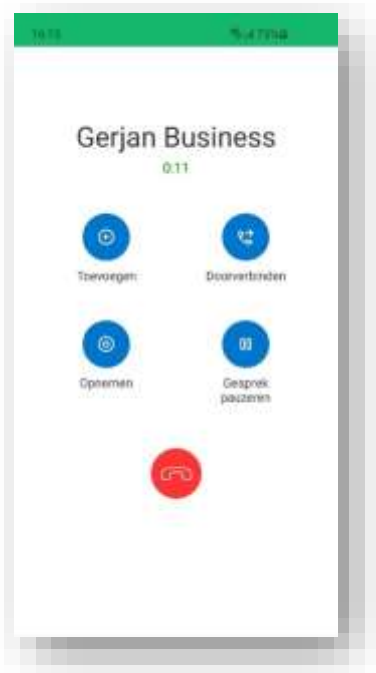 Gerjan Business
0:11
Toevoegen
Doorverbinden
Opnemen
Gesprek
pauzeren